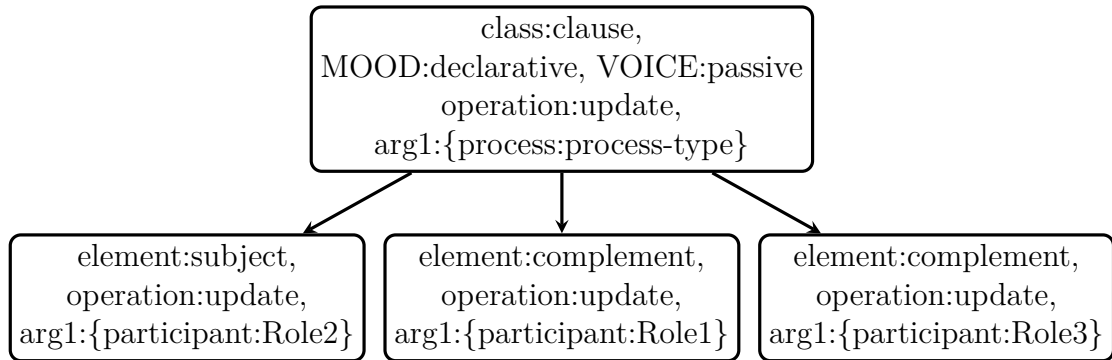 class:clause,
MOOD:declarative, VOICE:passive
operation:update,
arg1:{process:process-type}
element:subject,
operation:update,
arg1:{participant:Role2}
element:complement,
operation:update,
arg1:{participant:Role1}
element:complement,
operation:update,
arg1:{participant:Role3}